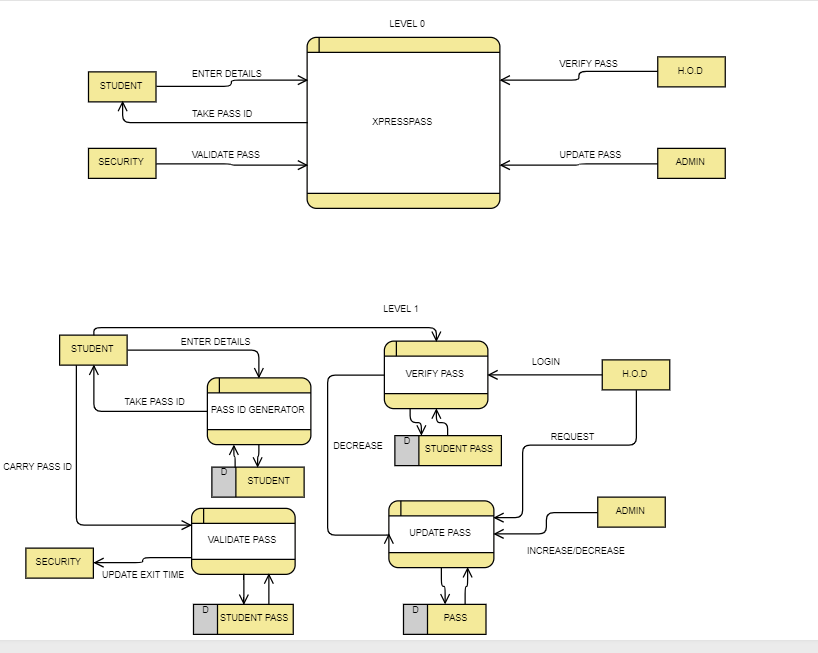 LEVEL 0
ENTER DETAILS
VERIFY PASS
H.O.D
STUDENT
TAKE PASS ID
XPRESSPASS
VALIDATE PASS
UPDATE PASS
SECURITY
ADMIN
LEVEL 1
STUDENT
ENTER DETAILS
VERIFY PASS
LOGIN
H.O.D
TAKE PASS ID
PASS ID GENERATOR
DECREASE
D
STUDENT PASS
REQUEST
CARRY PASS ID
D
STUDENT
ADMIN
VALIDATE PASS
UPDATE PASS
INCREASE/DECREASE
SECURITY
UPDATE EXIT TIME
D
STUDENT PASS
D
PASS